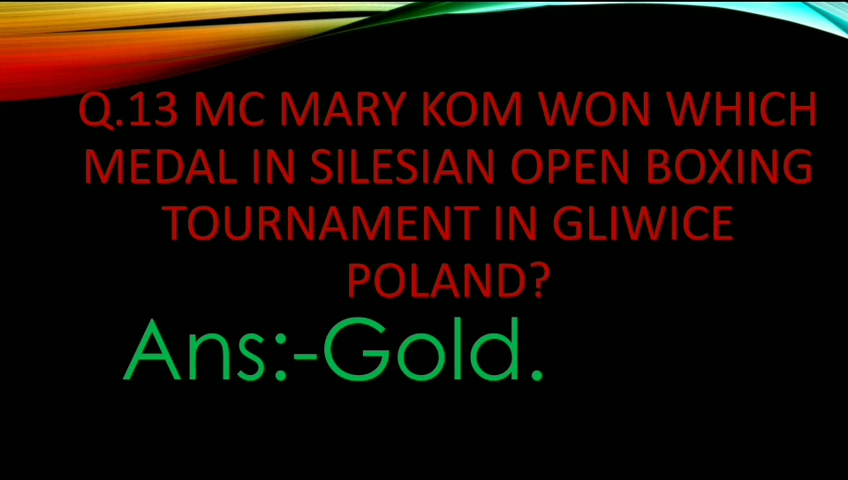 Q.13 MC MARY KOM WON WHICH
MEDAL IN SILESIAN OPEN BOXING
TOURNAMENT IN GLIWICE
POLAND?
Ans:-Gold.